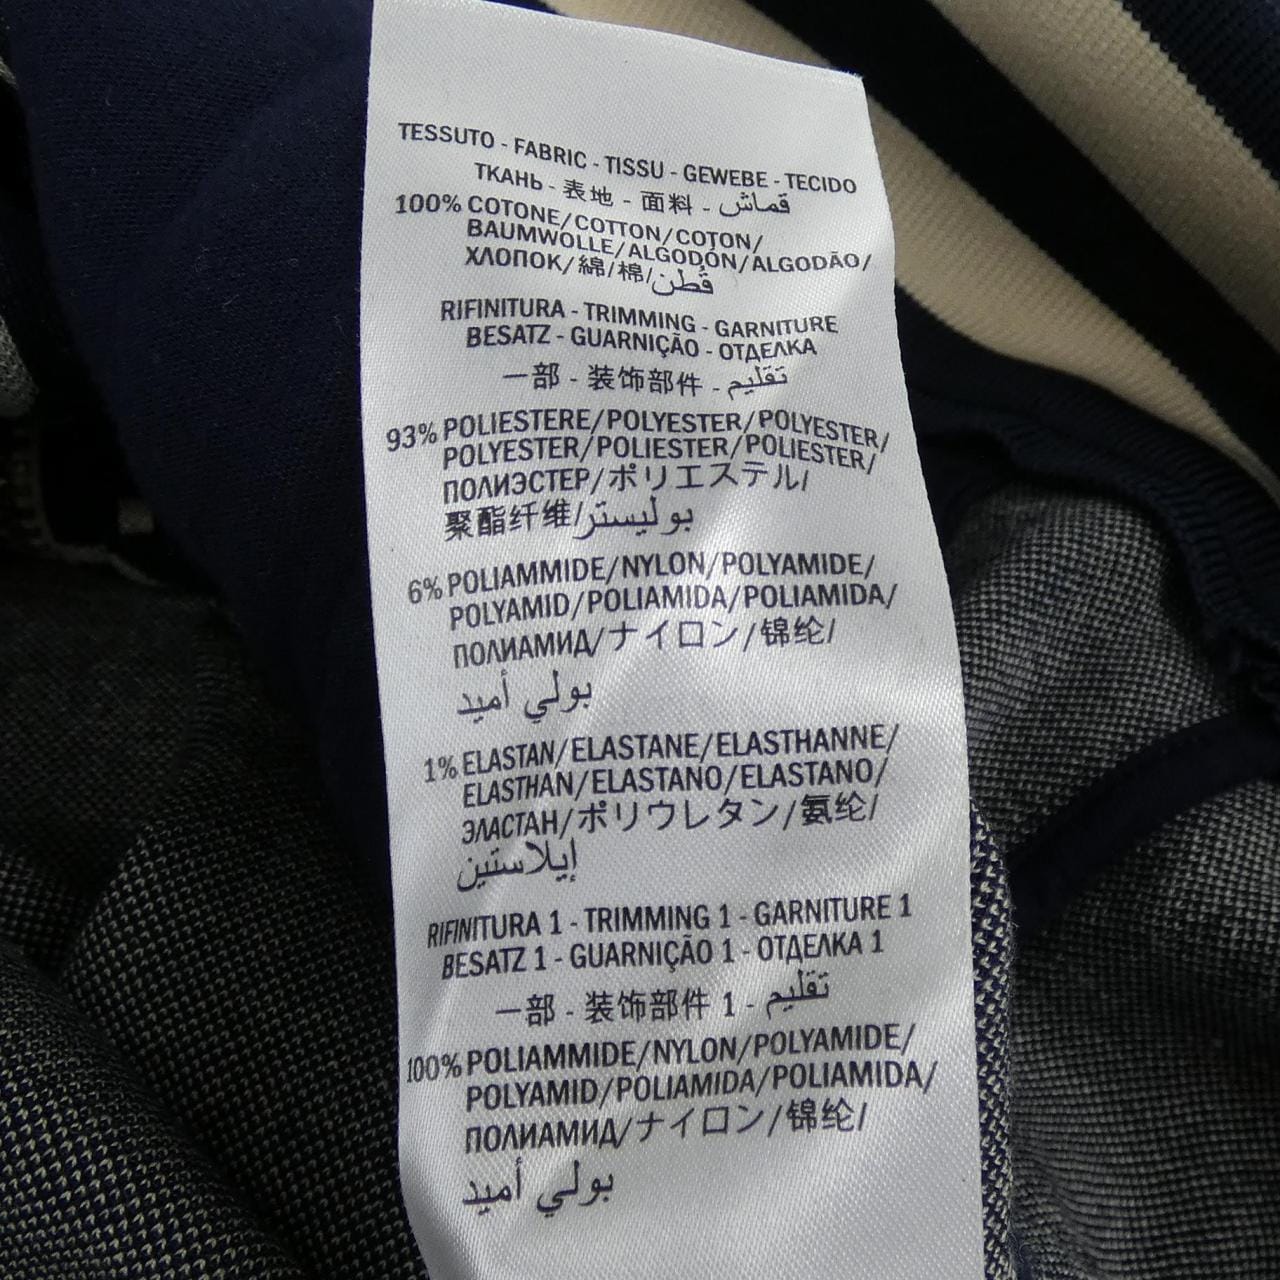 TESSUTO - FABRIC - TISSU - GEWEBE - TECIDO
ТКАНЬ - 表地 - 面料 - قماش
100% COTONE/COTTON/COTON/
BAUMWOLLE/ALGODÓN/ALGODÃO/
ХЛОПОК/綿/棉/قُطن
RIFINITURA - TRIMMING - GARNITURE
BESATZ - GUARNIÇÃO - ОТДЕЛКА
一部 - 装饰部件 - تقليم
93% POLIESTERE/POLYESTER/POLYESTER/
POLYESTER/POLIESTER/POLIESTER/
ПОЛИЭСТЕР/ポリエステル/
聚酯纤维/بوليستر
6% POLIAMMIDE/NYLON/POLYAMIDE/
POLYAMID/POLIAMIDA/POLIAMIDA/
ПОЛИАМИД/ナイロン/锦纶/
بولي أميد
1% ELASTAN/ELASTANE/ELASTHANNE/
ELASTHAN/ELASTANO/ELASTANO/
ЭЛАСТАН/ポリウレタン/氨纶/
إيلاستين
RIFINITURA 1 - TRIMMING 1 - GARNITURE 1
BESATZ 1 - GUARNIÇÃO 1 - ОТДЕЛКА 1
一部 - 装饰部件 1 - تقليم
100% POLIAMMIDE/NYLON/POLYAMIDE/
POLYAMID/POLIAMIDA/POLIAMIDA/
ПОЛИАМИД/ナイロン/锦纶/
بولي أميد